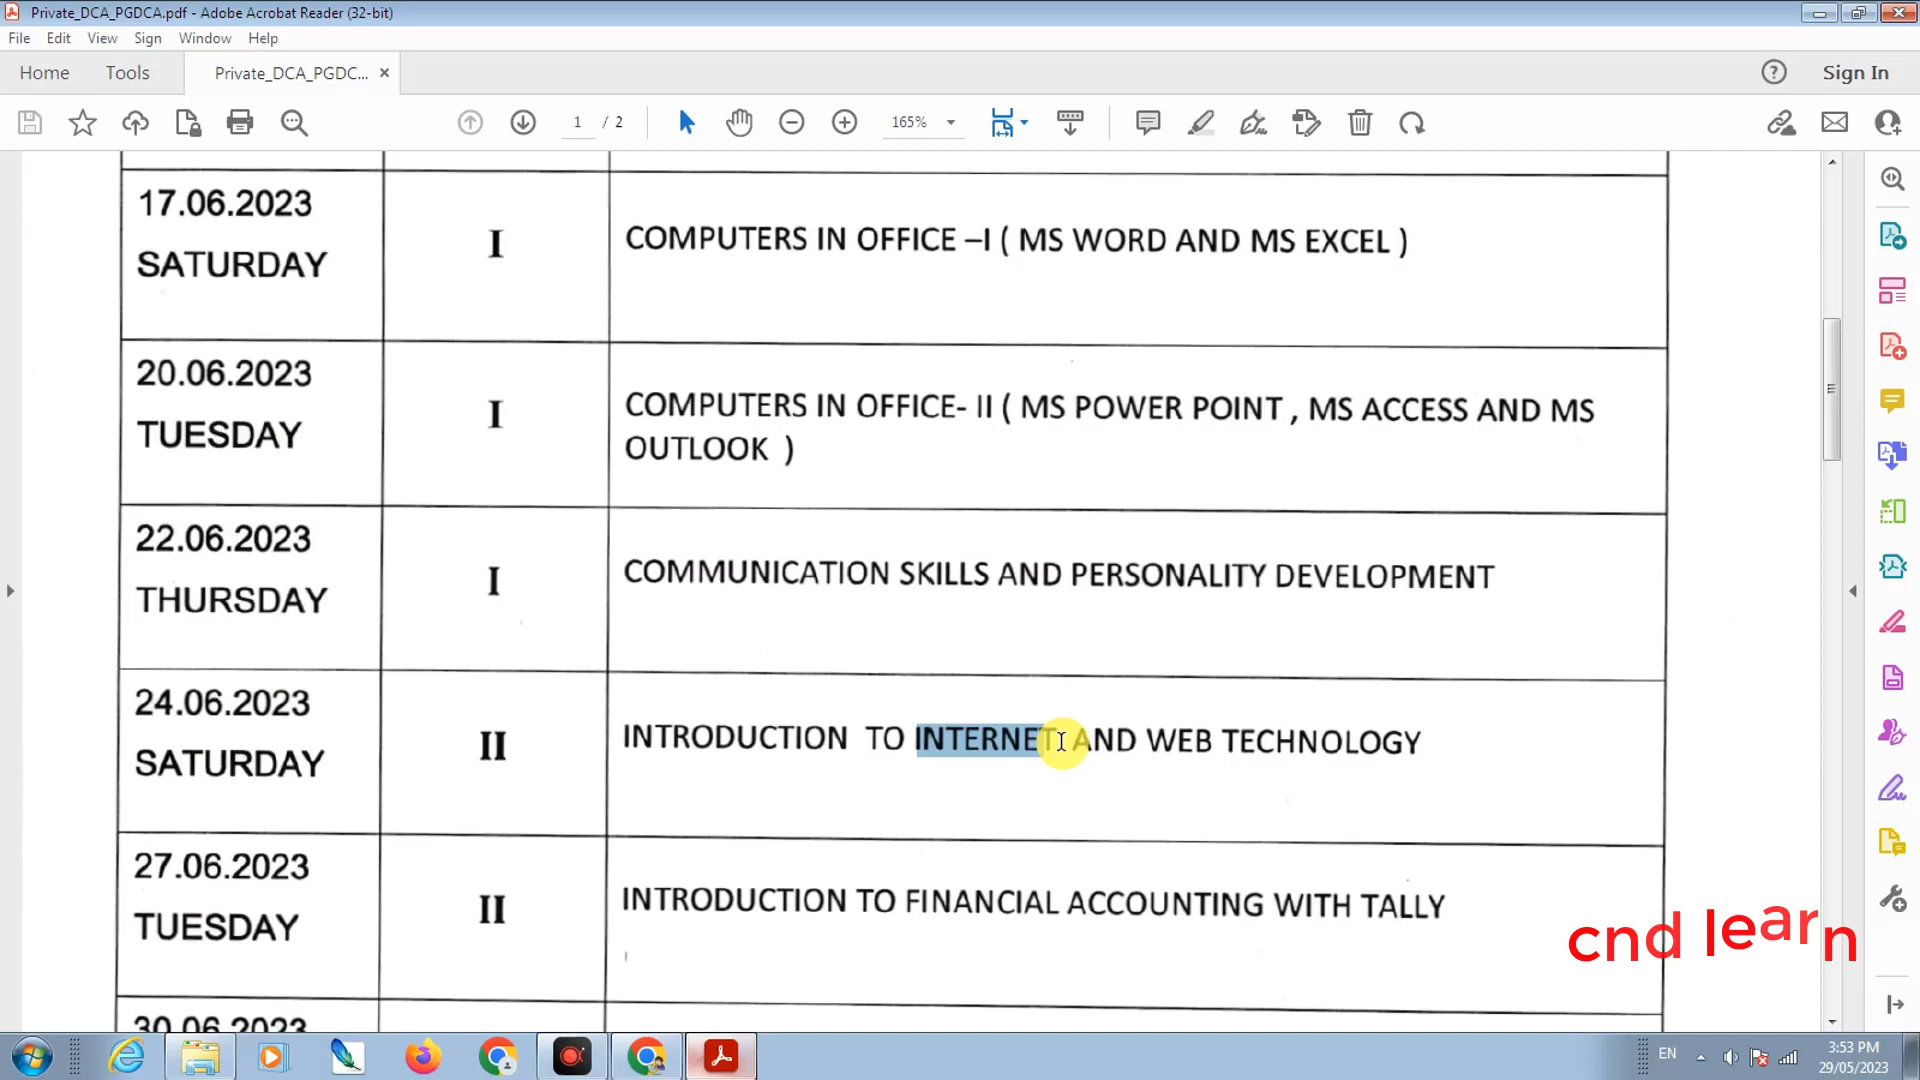 Private_DCA_PGDCA.pdf - Adobe Acrobat Reader (32-bit)
File Edit View Sign Window Help
Home Tools Private_DCA_PGDC... × Sign In
1 / 2 165%
17.06.2023
SATURDAY
I
COMPUTERS IN OFFICE –I ( MS WORD AND MS EXCEL )
20.06.2023
TUESDAY
I
COMPUTERS IN OFFICE- II ( MS POWER POINT , MS ACCESS AND MS
OUTLOOK )
22.06.2023
THURSDAY
I
COMMUNICATION SKILLS AND PERSONALITY DEVELOPMENT
24.06.2023
SATURDAY
II
INTRODUCTION TO INTERNET AND WEB TECHNOLOGY
27.06.2023
TUESDAY
II
INTRODUCTION TO FINANCIAL ACCOUNTING WITH TALLY
30.06.2023
cnd learn
EN 3:53 PM
29/05/2023